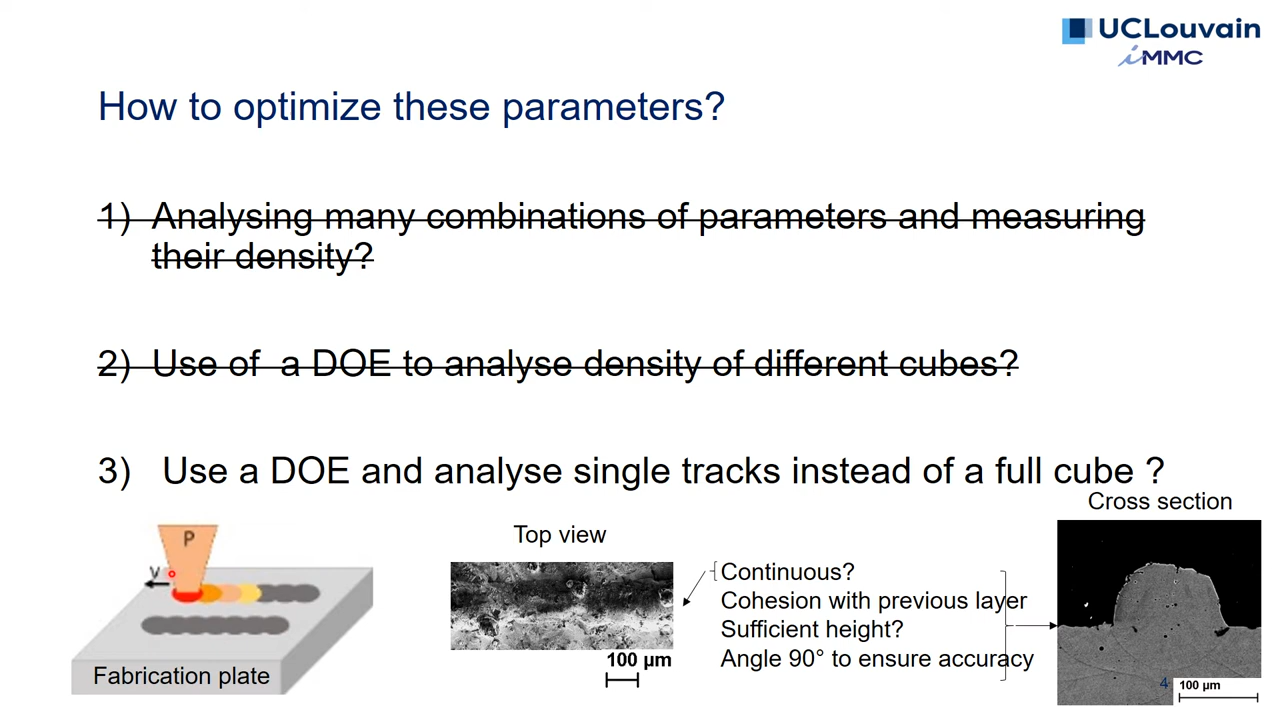 UCLouvain
iMMC
How to optimize these parameters?
1) Analysing many combinations of parameters and measuring
their density?
2) Use of a DOE to analyse density of different cubes?
3) Use a DOE and analyse single tracks instead of a full cube ?
Cross section
Top view
P
v
Continuous?
Cohesion with previous layer
Sufficient height?
Angle 90° to ensure accuracy
100 µm
Fabrication plate
4
100 µm